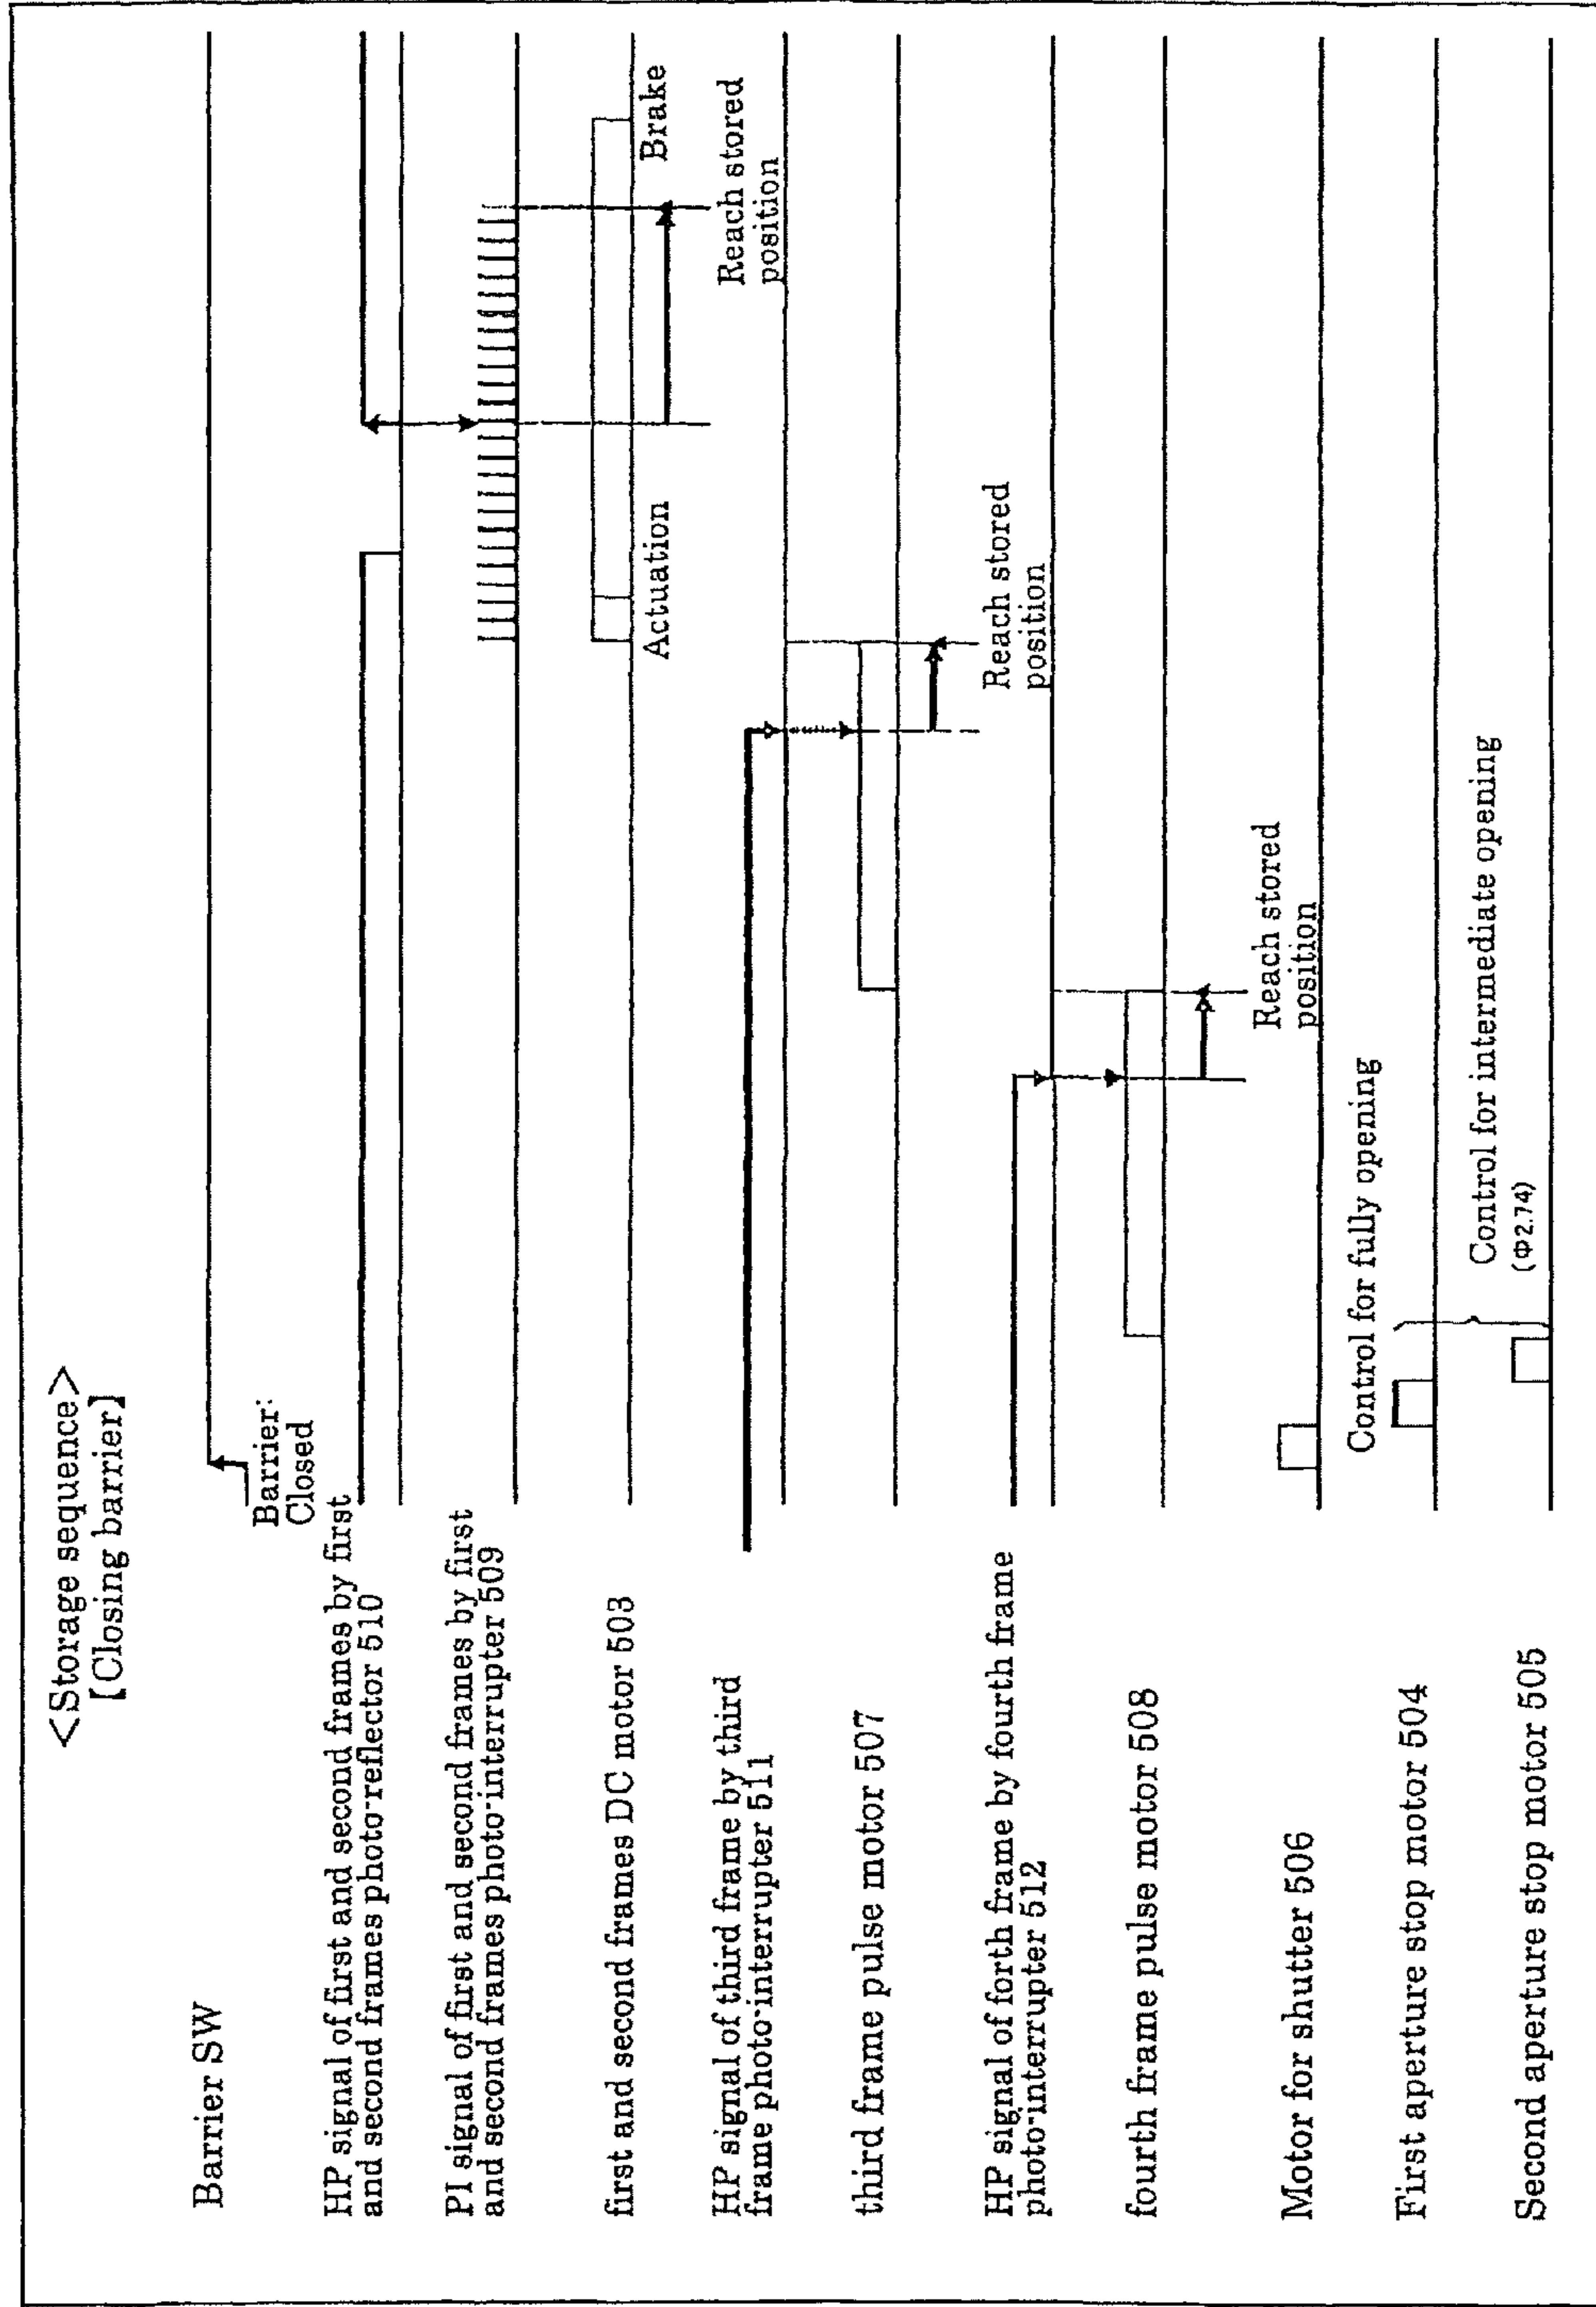 <Storage sequence>
[Closing barrier]
Barrier SW
Barrier:
Closed
HP signal of first and second frames by first
and second frames photo-reflector 510
PI signal of first and second frames by first
and second frames photo-interrupter 509
first and second frames DC motor 503
Actuation
Brake
Reach stored
position
HP signal of third frame by third
frame photo-interrupter 511
third frame pulse motor 507
Reach stored
position
HP signal of forth frame by fourth frame
photo-interrupter 512
fourth frame pulse motor 508
Reach stored
position
Motor for shutter 506
Control for fully opening
First aperture stop motor 504
Control for intermediate opening
(Φ2.74)
Second aperture stop motor 505